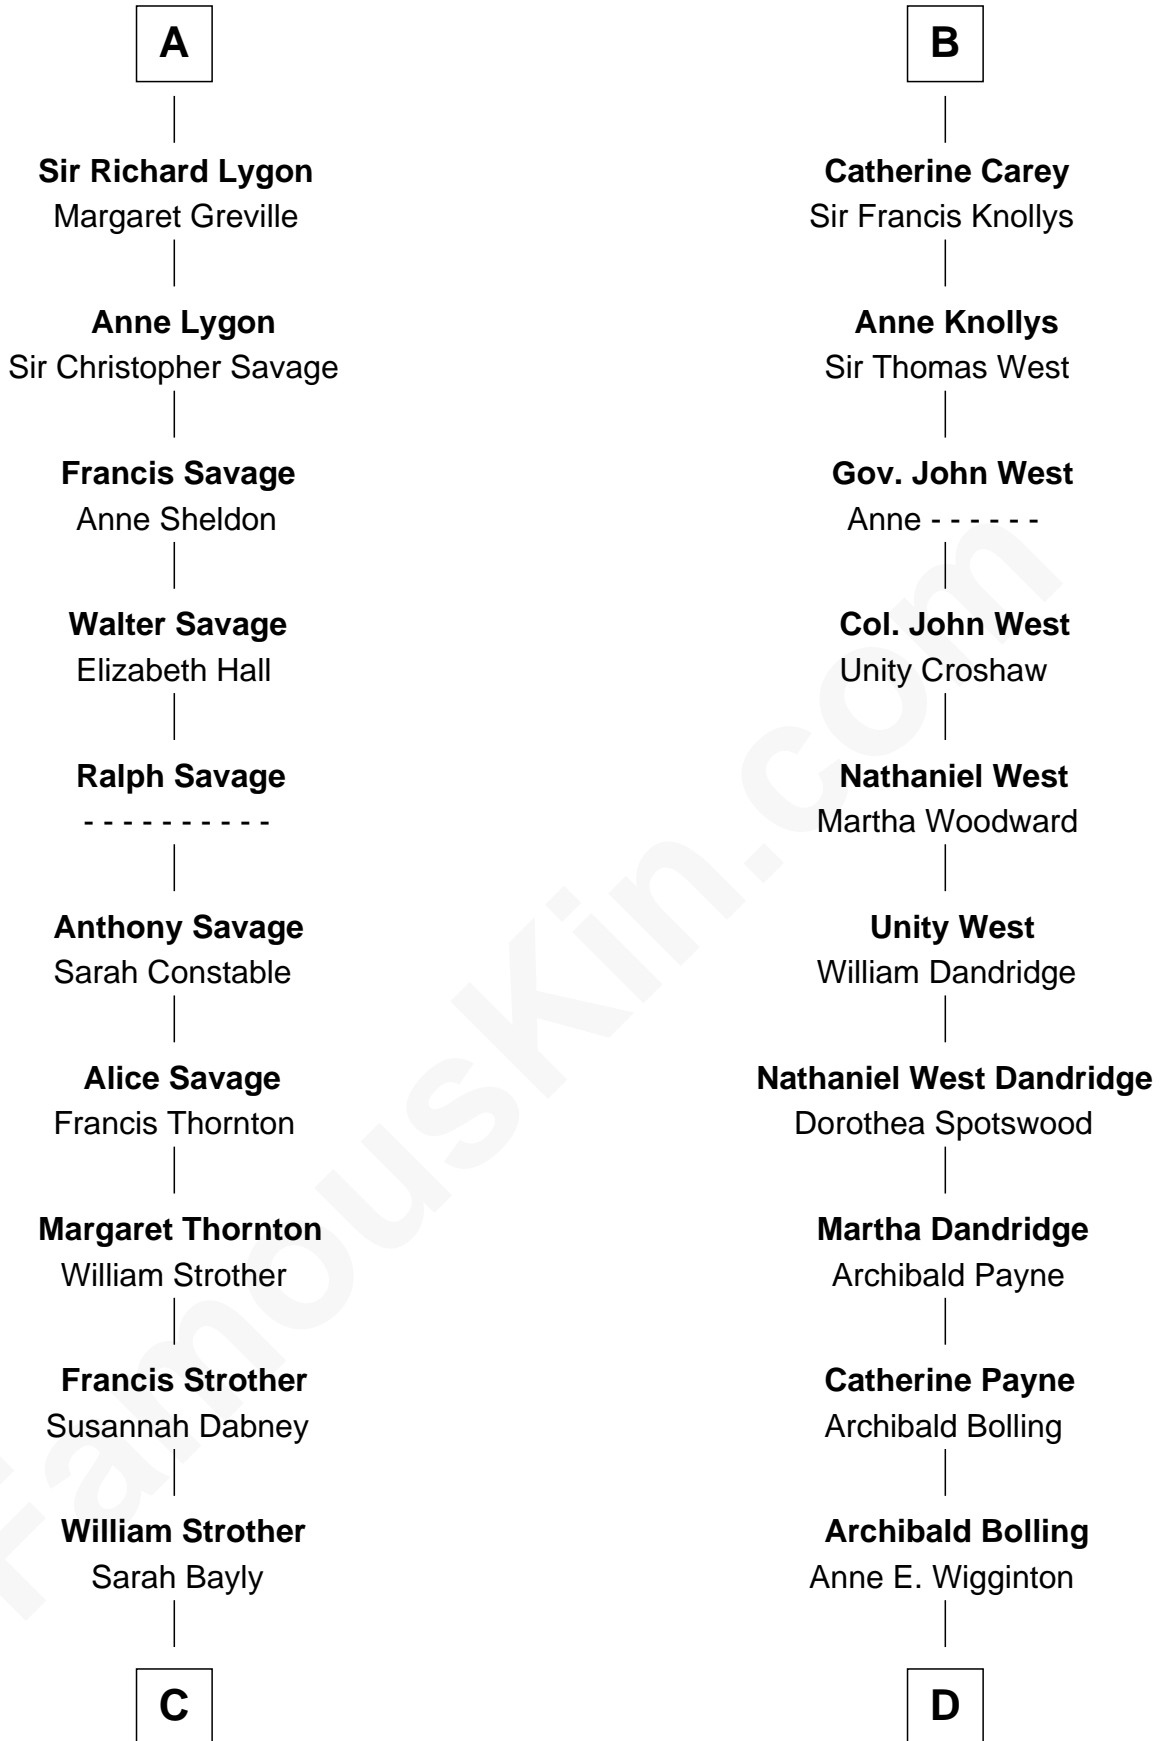 A
Sir Richard Lygon
Margaret Greville
Anne Lygon
Sir Christopher Savage
Francis Savage
Anne Sheldon
Walter Savage
Elizabeth Hall
Ralph Savage
- - - - - - - - - -
Anthony Savage
Sarah Constable
Alice Savage
Francis Thornton
Margaret Thornton
William Strother
Francis Strother
Susannah Dabney
William Strother
Sarah Bayly
C
B
Catherine Carey
Sir Francis Knollys
Anne Knollys
Sir Thomas West
Gov. John West
Anne - - - - - -
Col. John West
Unity Croshaw
Nathaniel West
Martha Woodward
Unity West
William Dandridge
Nathaniel West Dandridge
Dorothea Spotswood
Martha Dandridge
Archibald Payne
Catherine Payne
Archibald Bolling
Archibald Bolling
Anne E. Wigginton
D
FamousKin.com